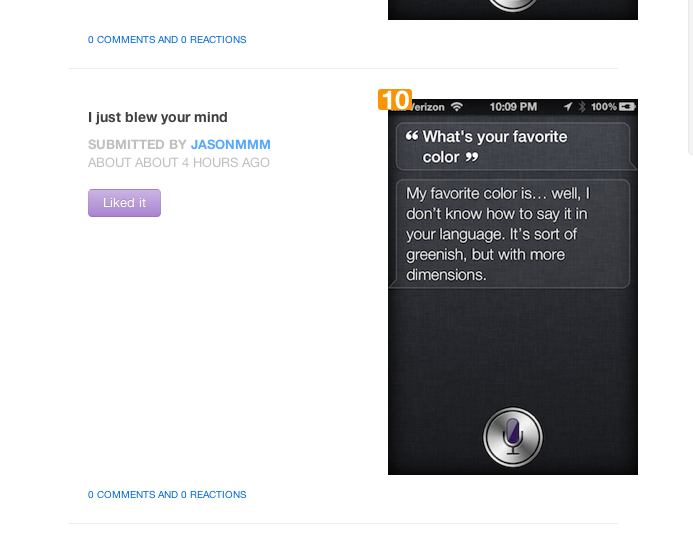 0 COMMENTS AND 0 REACTIONS
I just blew your mind
SUBMITTED BY JASONMMM
ABOUT ABOUT 4 HOURS AGO
Liked it
10
Verizon 10:09 PM 100%
“ What's your favorite
color ”
My favorite color is… well, I
don’t know how to say it in
your language. It’s sort of
greenish, but with more
dimensions.
0 COMMENTS AND 0 REACTIONS